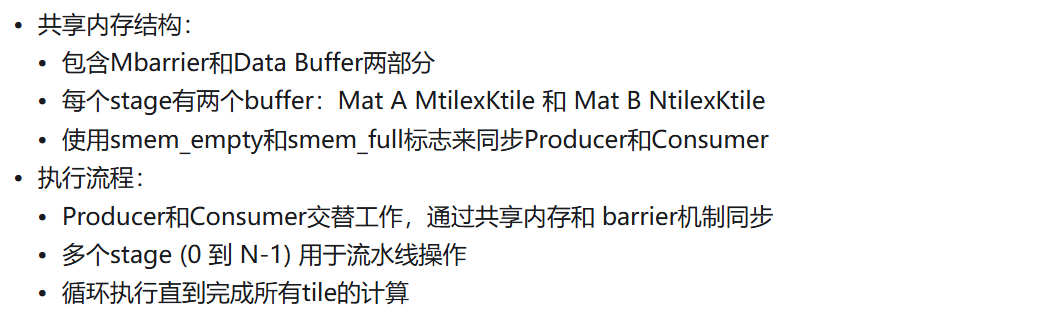 • 共享内存结构：
• 包含Mbarrier和Data Buffer两部分
• 每个stage有两个buffer：Mat A MtilexKtile 和 Mat B NtilexKtile
• 使用smem_empty和smem_full标志来同步Producer和Consumer
• 执行流程：
• Producer和Consumer交替工作，通过共享内存和 barrier机制同步
• 多个stage (0 到 N-1) 用于流水线操作
• 循环执行直到完成所有tile的计算